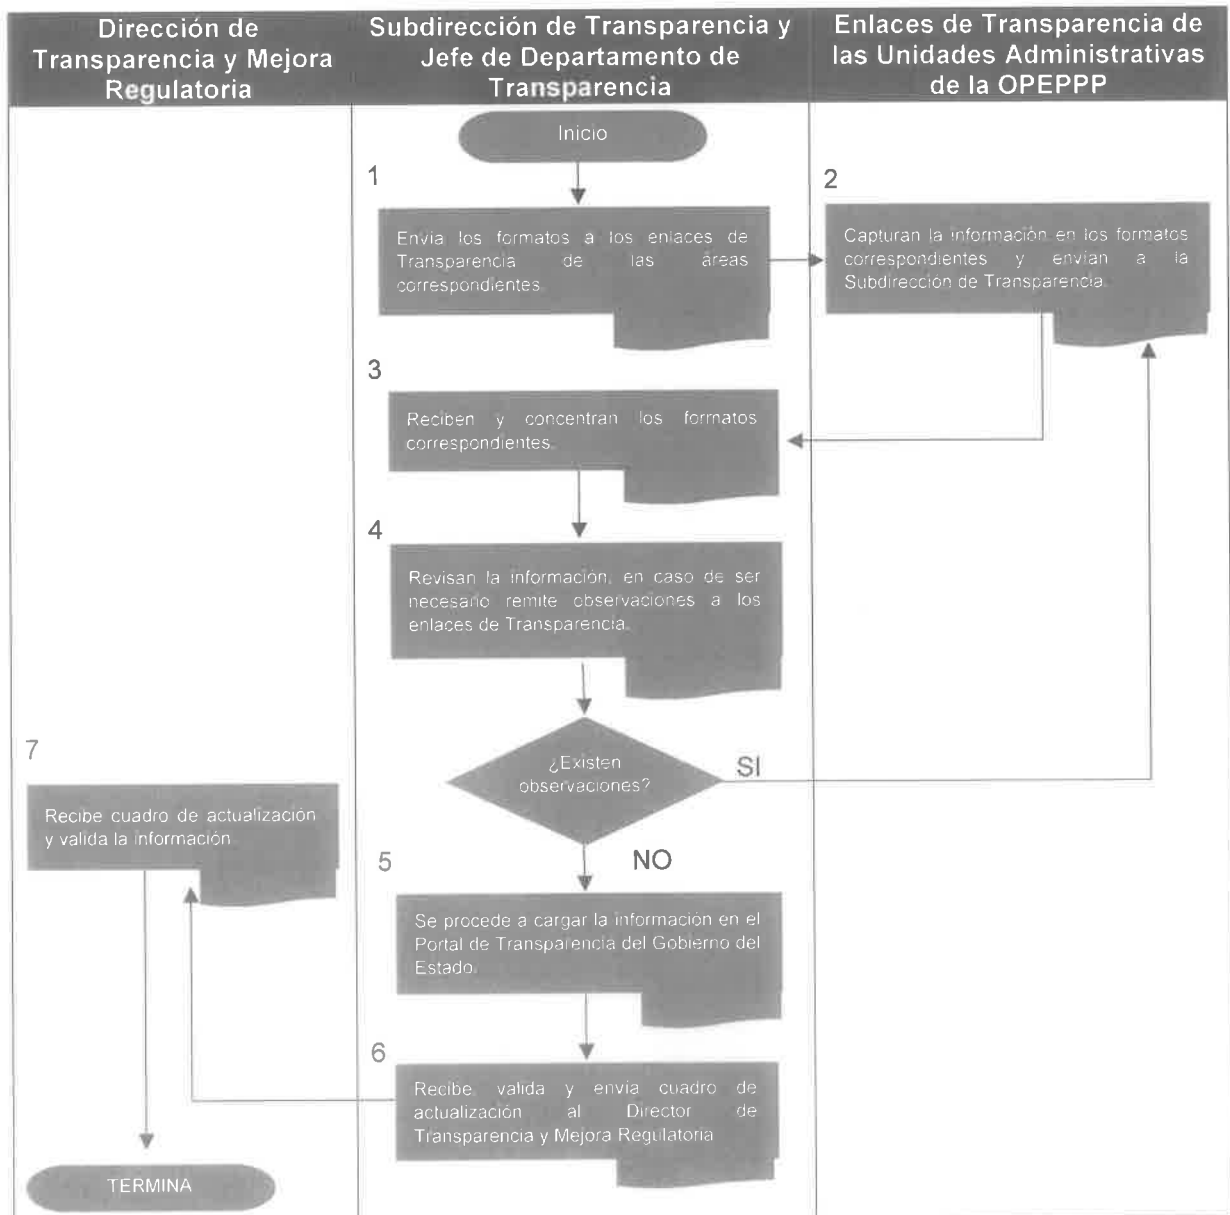 Dirección de
Transparencia y Mejora
Regulatoria
Subdirección de Transparencia y
Jefe de Departamento de
Transparencia
Enlaces de Transparencia de
las Unidades Administrativas
de la OPEPPP
Inicio
1
Envia los formatos a los enlaces de
Transparencia de las áreas
correspondientes.
2
Capturan la información en los formatos
correspondientes y envían a la
Subdirección de Transparencia.
3
Reciben y concentran los formatos
correspondientes.
4
Revisan la información, en caso de ser
necesario remite observaciones a los
enlaces de Transparencia.
¿Existen
observaciones?
SI
NO
5
Se procede a cargar la información en el
Portal de Transparencia del Gobierno del
Estado.
6
Recibe, valida y envía cuadro de
actualización al Director de
Transparencia y Mejora Regulatoria
7
Recibe cuadro de actualización
y valida la información
TERMINA